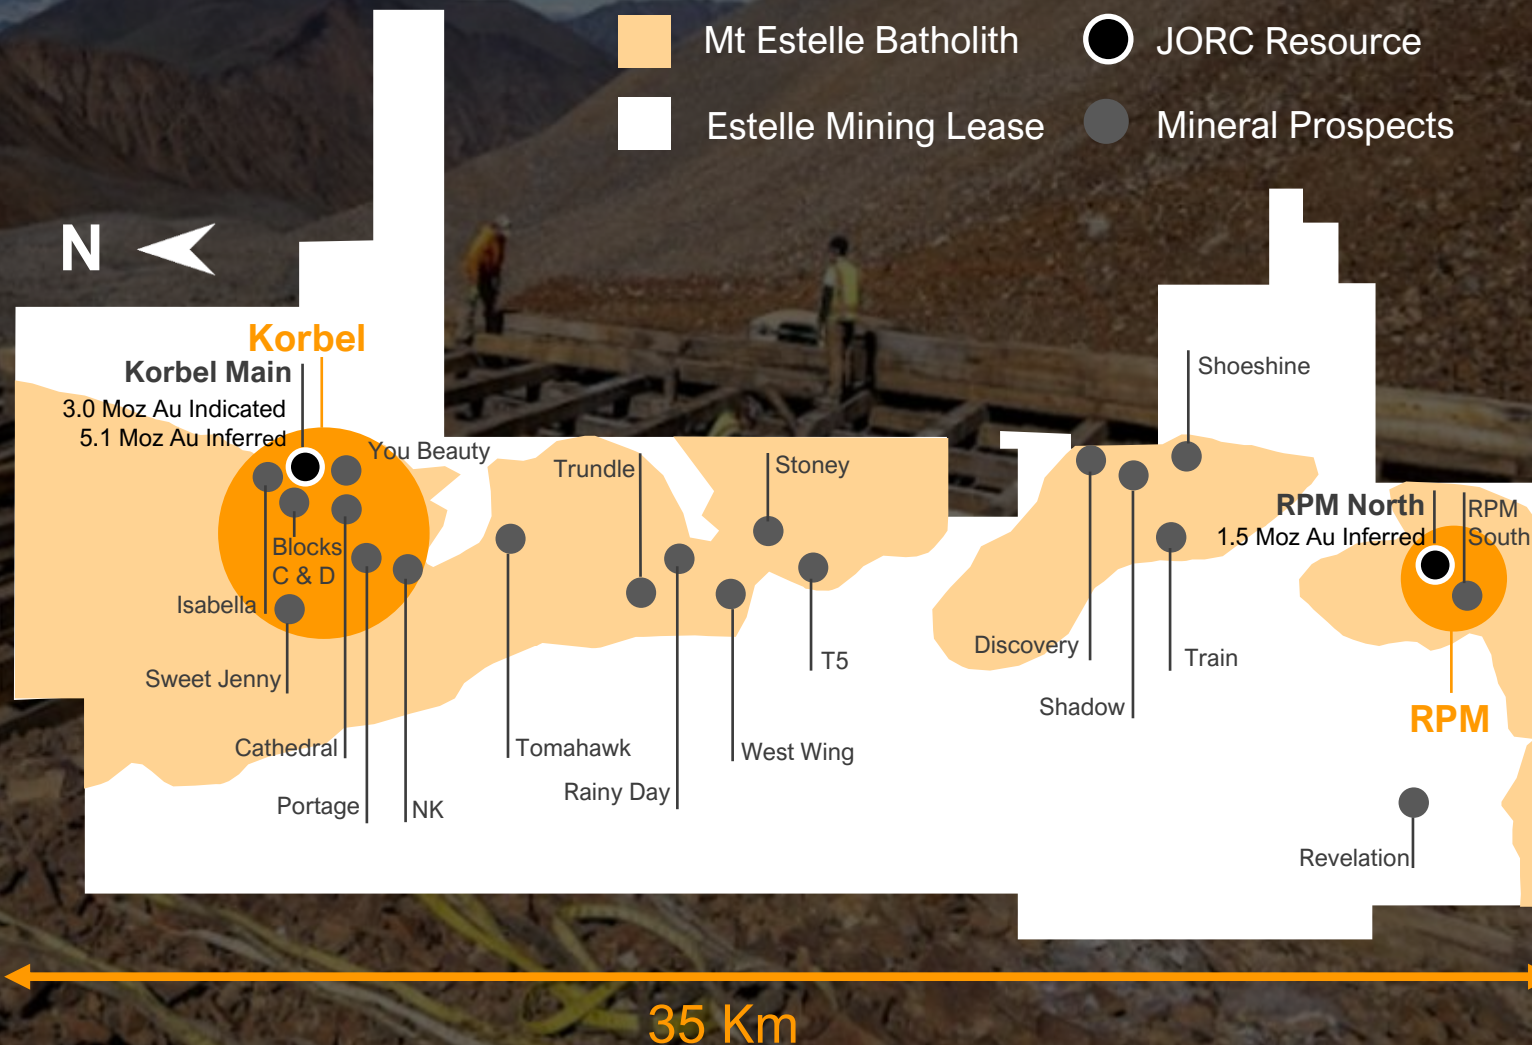 Mt Estelle Batholith
JORC Resource
Estelle Mining Lease
Mineral Prospects
N
Korbel
Korbel Main
3.0 Moz Au Indicated
5.1 Moz Au Inferred
You Beauty
Blocks
C & D
Isabella
Sweet Jenny
Cathedral
Portage
NK
Trundle
Stoney
Tomahawk
Rainy Day
West Wing
T5
Shoeshine
Discovery
Shadow
Train
RPM North
1.5 Moz Au Inferred
RPM
South
RPM
Revelation
35 Km